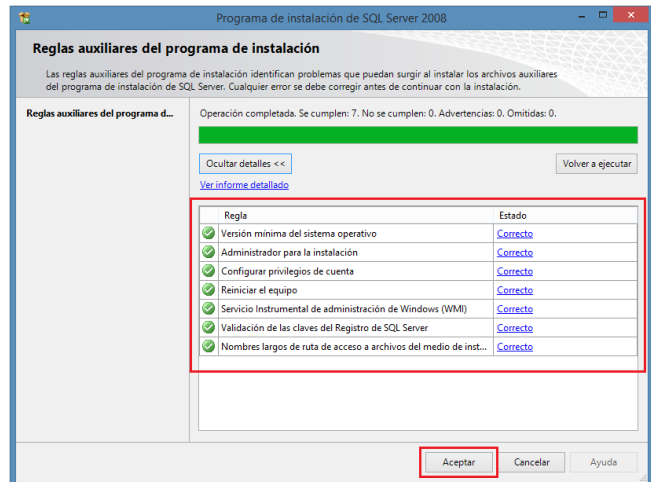 Programa de instalación de SQL Server 2008
Reglas auxiliares del programa de instalación
Las reglas auxiliares del programa de instalación identifican problemas que puedan surgir al instalar los archivos auxiliares
del programa de instalación de SQL Server. Cualquier error se debe corregir antes de continuar con la instalación.
Reglas auxiliares del programa d...
Operación completada. Se cumplen: 7. No se cumplen: 0. Advertencias: 0. Omitidas: 0.
Ocultar detalles << Volver a ejecutar
Ver informe detallado
Regla Estado
Versión mínima del sistema operativo Correcto
Administrador para la instalación Correcto
Configurar privilegios de cuenta Correcto
Reiniciar el equipo Correcto
Servicio Instrumental de administración de Windows (WMI) Correcto
Validación de las claves del Registro de SQL Server Correcto
Nombres largos de ruta de acceso a archivos del medio de inst... Correcto
Aceptar Cancelar Ayuda